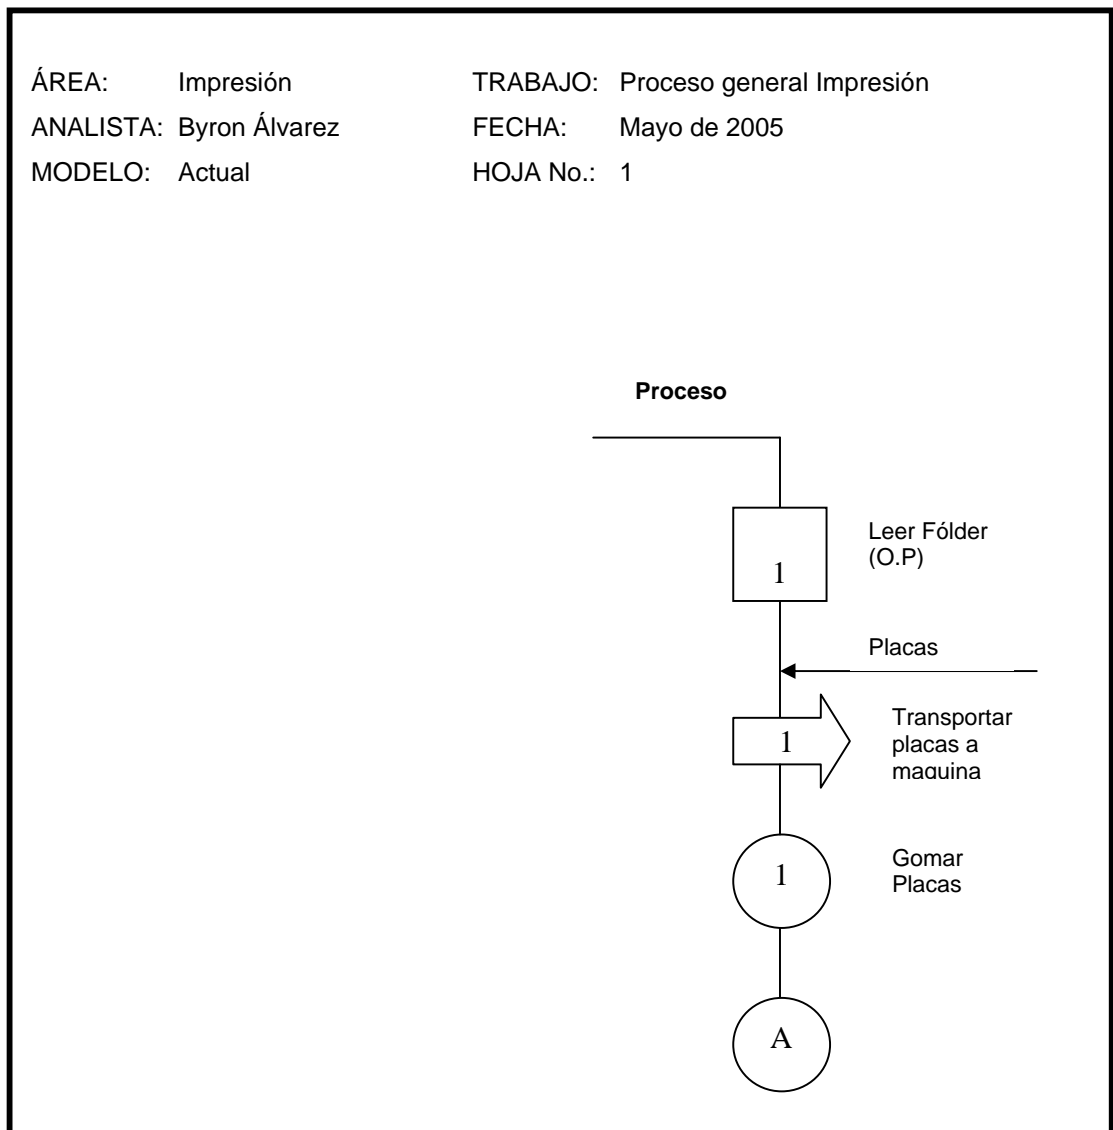 ÁREA: Impresión TRABAJO: Proceso general Impresión
ANALISTA: Byron Álvarez FECHA: Mayo de 2005
MODELO: Actual HOJA No.: 1
Proceso
1
Leer Fólder
(O.P)
Placas
1
Transportar
placas a
maquina
1
Gomar
Placas
A